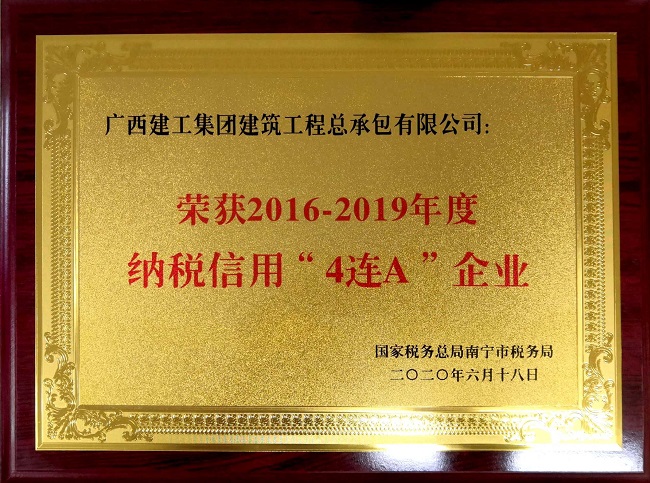 广西建工集团建筑工程总承包有限公司：
荣获2016-2019年度
纳税信用“4连A”企业
国家税务总局南宁市税务局
二〇二〇年六月十八日